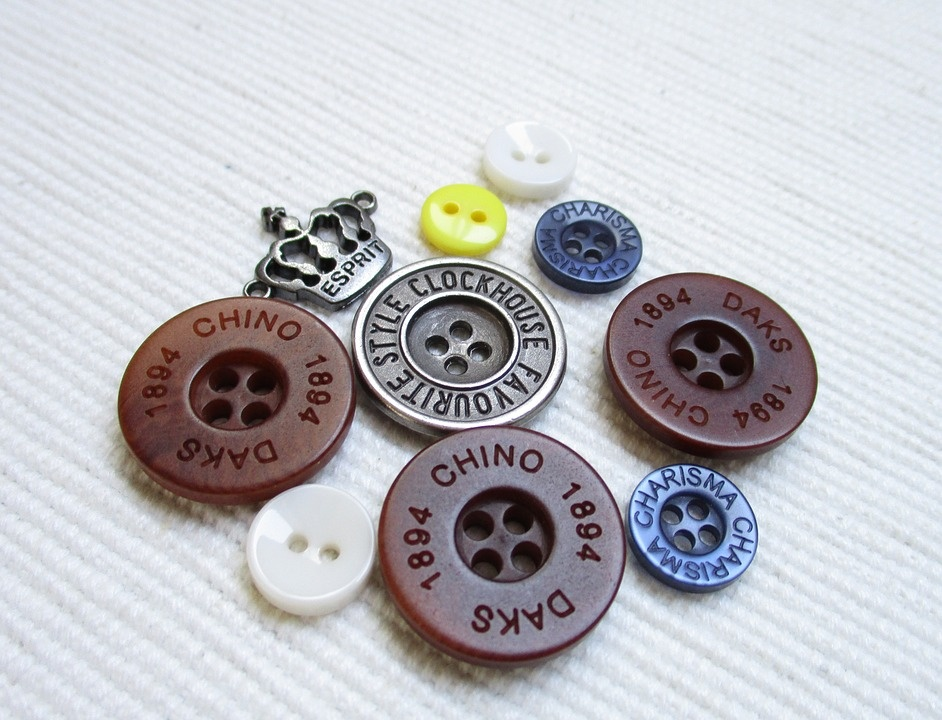 CHARISMA CHARISMA
ESPRIT
STYLE CLOCKHOUSE FAVOURITE
1894 DAKS 1894 CHINO
CHINO 1894 DAKS 1894
CHINO 1894 DAKS 1894
CHARISMA CHARISMA